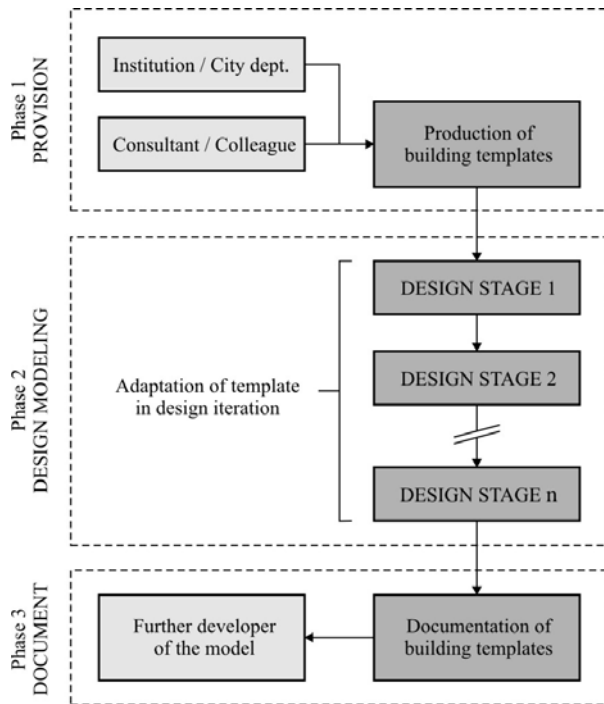 Phase 1
PROVISION
Institution / City dept.
Consultant / Colleague
Production of
building templates
Phase 2
DESIGN MODELING
Adaptation of template
in design iteration
DESIGN STAGE 1
DESIGN STAGE 2
DESIGN STAGE n
Phase 3
DOCUMENT
Further developer
of the model
Documentation of
building templates